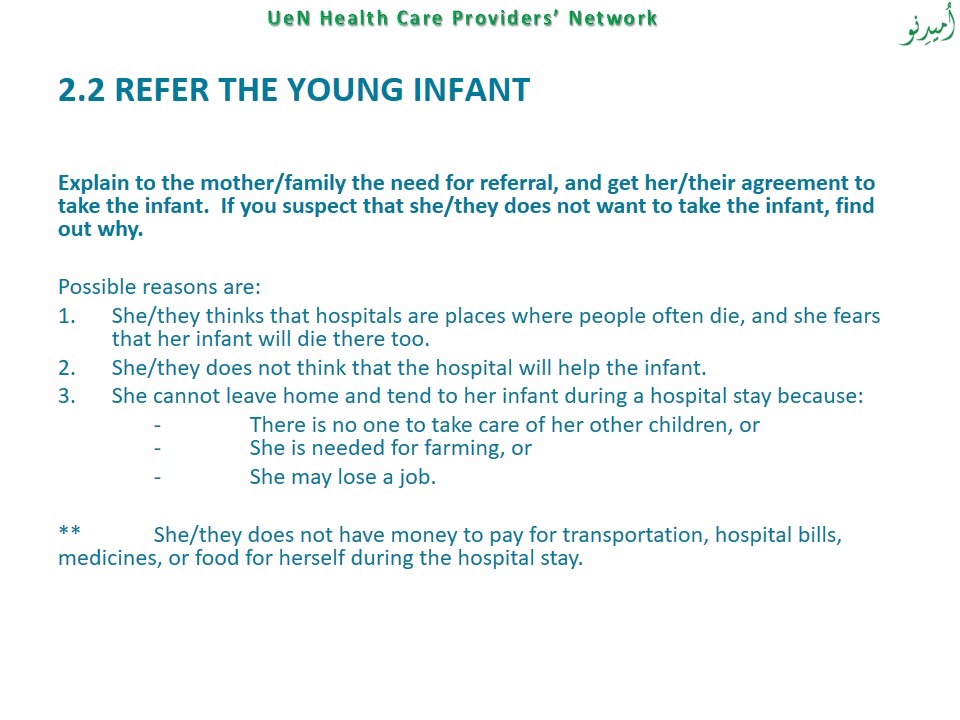 UeN Health Care Providers’ Network
أُميدِنو
2.2 REFER THE YOUNG INFANT
Explain to the mother/family the need for referral, and get her/their agreement to
take the infant.  If you suspect that she/they does not want to take the infant, find
out why.
Possible reasons are:
1. She/they thinks that hospitals are places where people often die, and she fears
that her infant will die there too.
2. She/they does not think that the hospital will help the infant.
3. She cannot leave home and tend to her infant during a hospital stay because:
- There is no one to take care of her other children, or
- She is needed for farming, or
- She may lose a job.
** She/they does not have money to pay for transportation, hospital bills,
medicines, or food for herself during the hospital stay.